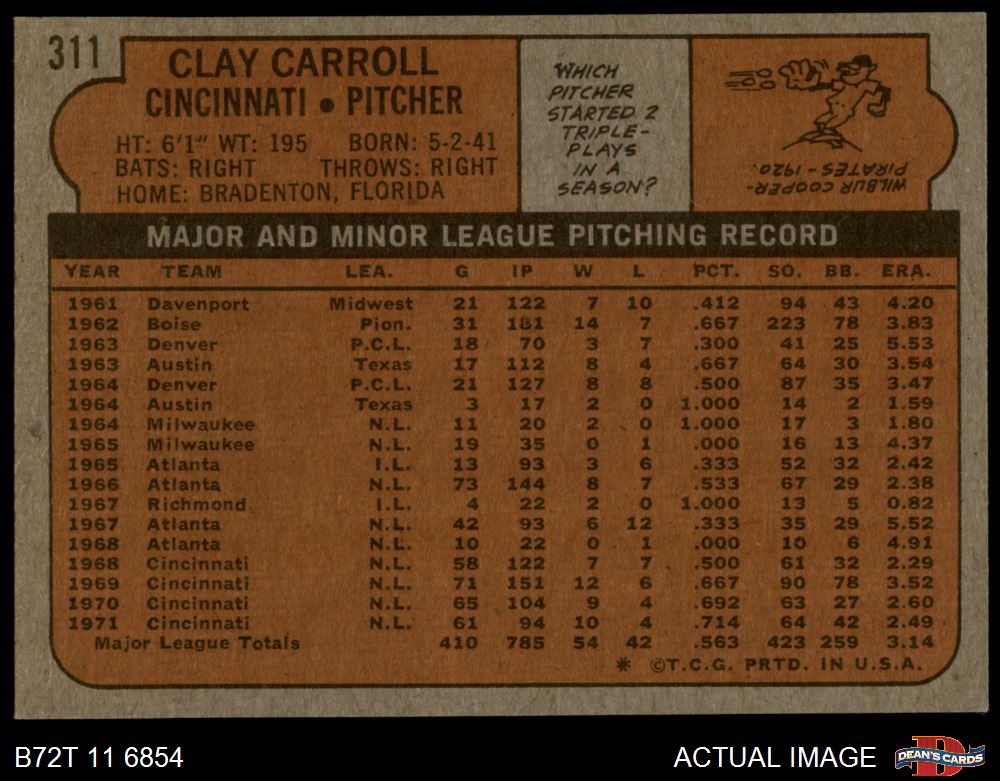 311
CLAY CARROLL
CINCINNATI • PITCHER
HT: 6'1" WT: 195 BORN: 5-2-41
BATS: RIGHT THROWS: RIGHT
HOME: BRADENTON, FLORIDA
WHICH
PITCHER
STARTED 2
TRIPLE-
PLAYS
IN A
SEASON?
WILBUR COOPER-
PIRATES-1920.
MAJOR AND MINOR LEAGUE PITCHING RECORD
YEAR TEAM LEA. G IP W L PCT. SO. BB. ERA.
1961 Davenport Midwest 21 122 7 10 .412 94 43 4.20
1962 Boise Pion. 31 181 14 7 .667 223 78 3.83
1963 Denver P.C.L. 18 70 3 7 .300 41 25 5.53
1963 Austin Texas 17 112 8 4 .667 64 30 3.54
1964 Denver P.C.L. 21 127 8 8 .500 87 35 3.47
1964 Austin Texas 3 17 2 0 1.000 14 2 1.59
1964 Milwaukee N.L. 11 20 2 0 1.000 17 3 1.80
1965 Milwaukee N.L. 19 35 0 1 .000 16 13 4.37
1965 Atlanta I.L. 13 93 3 6 .333 52 32 2.42
1966 Atlanta N.L. 73 144 8 7 .533 67 29 2.38
1967 Richmond I.L. 4 22 2 0 1.000 13 5 0.82
1967 Atlanta N.L. 42 93 6 12 .333 35 29 5.52
1968 Atlanta N.L. 10 22 0 1 .000 10 6 4.91
1968 Cincinnati N.L. 58 122 7 7 .500 61 32 2.29
1969 Cincinnati N.L. 71 151 12 6 .667 90 78 3.52
1970 Cincinnati N.L. 65 104 9 4 .692 63 27 2.60
1971 Cincinnati N.L. 61 94 10 4 .714 64 42 2.49
Major League Totals 410 785 54 42 .563 423 259 3.14
* ©T.C.G. PRTD. IN U.S.A.
B72T 11 6854
ACTUAL IMAGE
D
DEAN'S CARDS